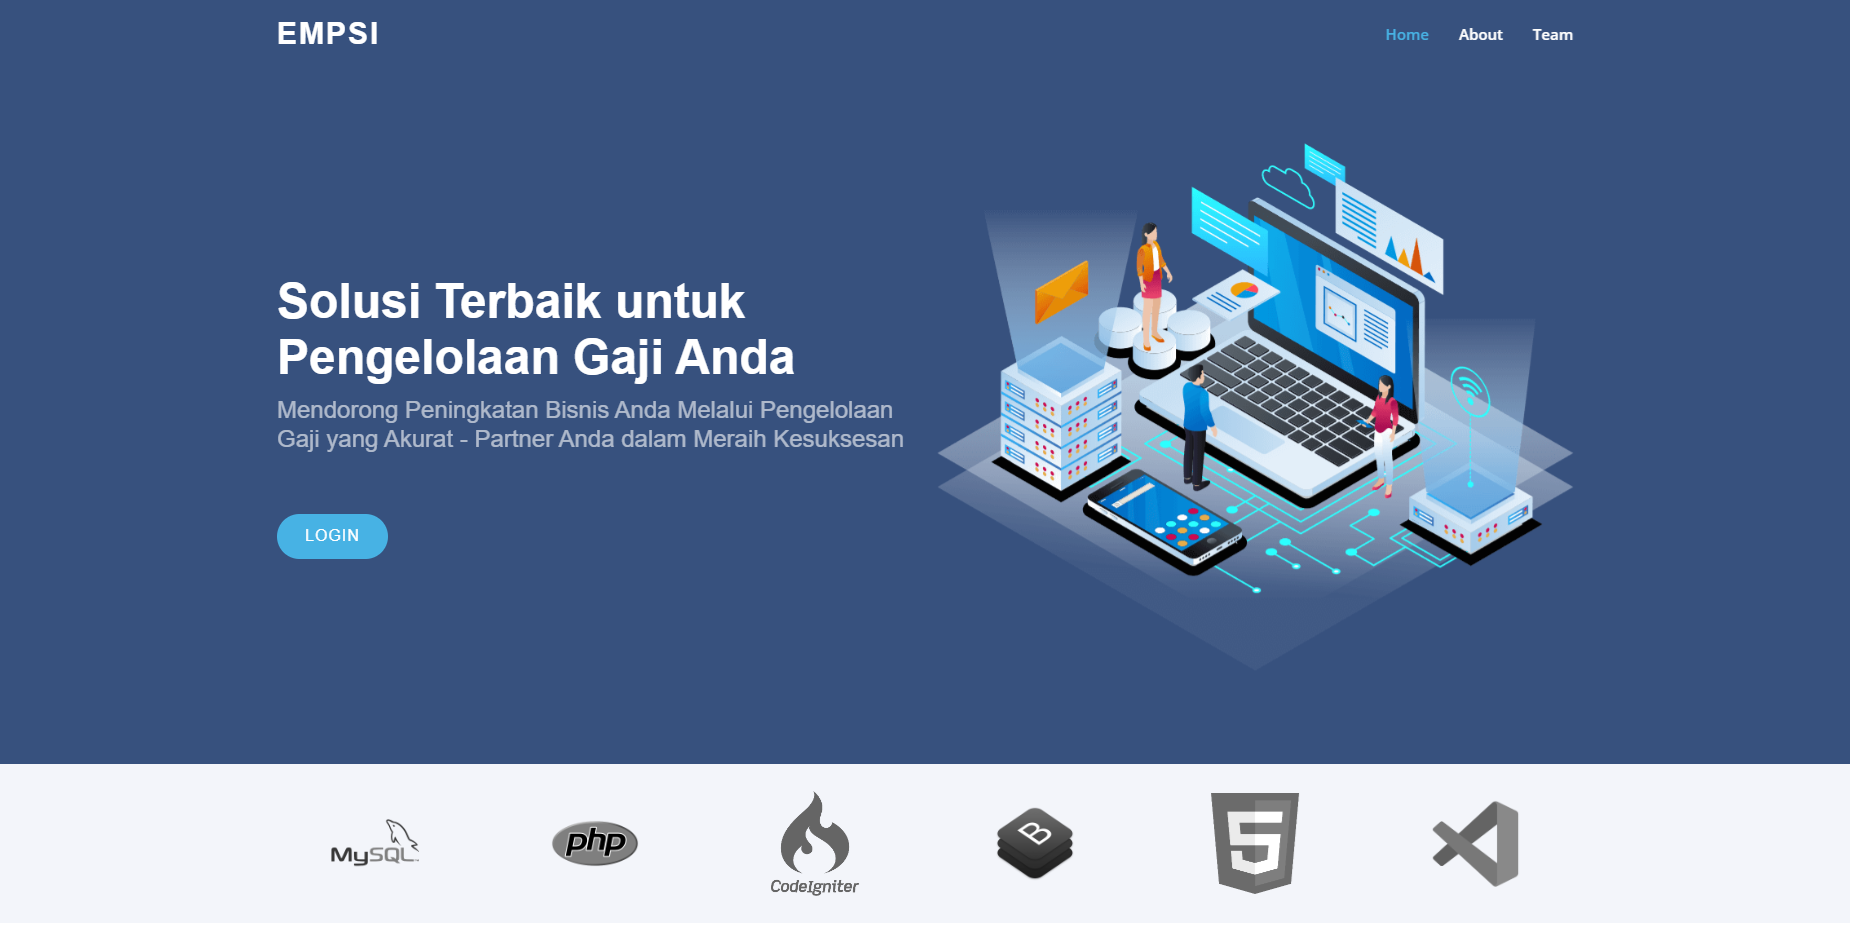 EMPSI
Home About Team
Solusi Terbaik untuk
Pengelolaan Gaji Anda
Mendorong Peningkatan Bisnis Anda Melalui Pengelolaan
Gaji yang Akurat - Partner Anda dalam Meraih Kesuksesan
LOGIN
MySQL
php
CodeIgniter
B
5